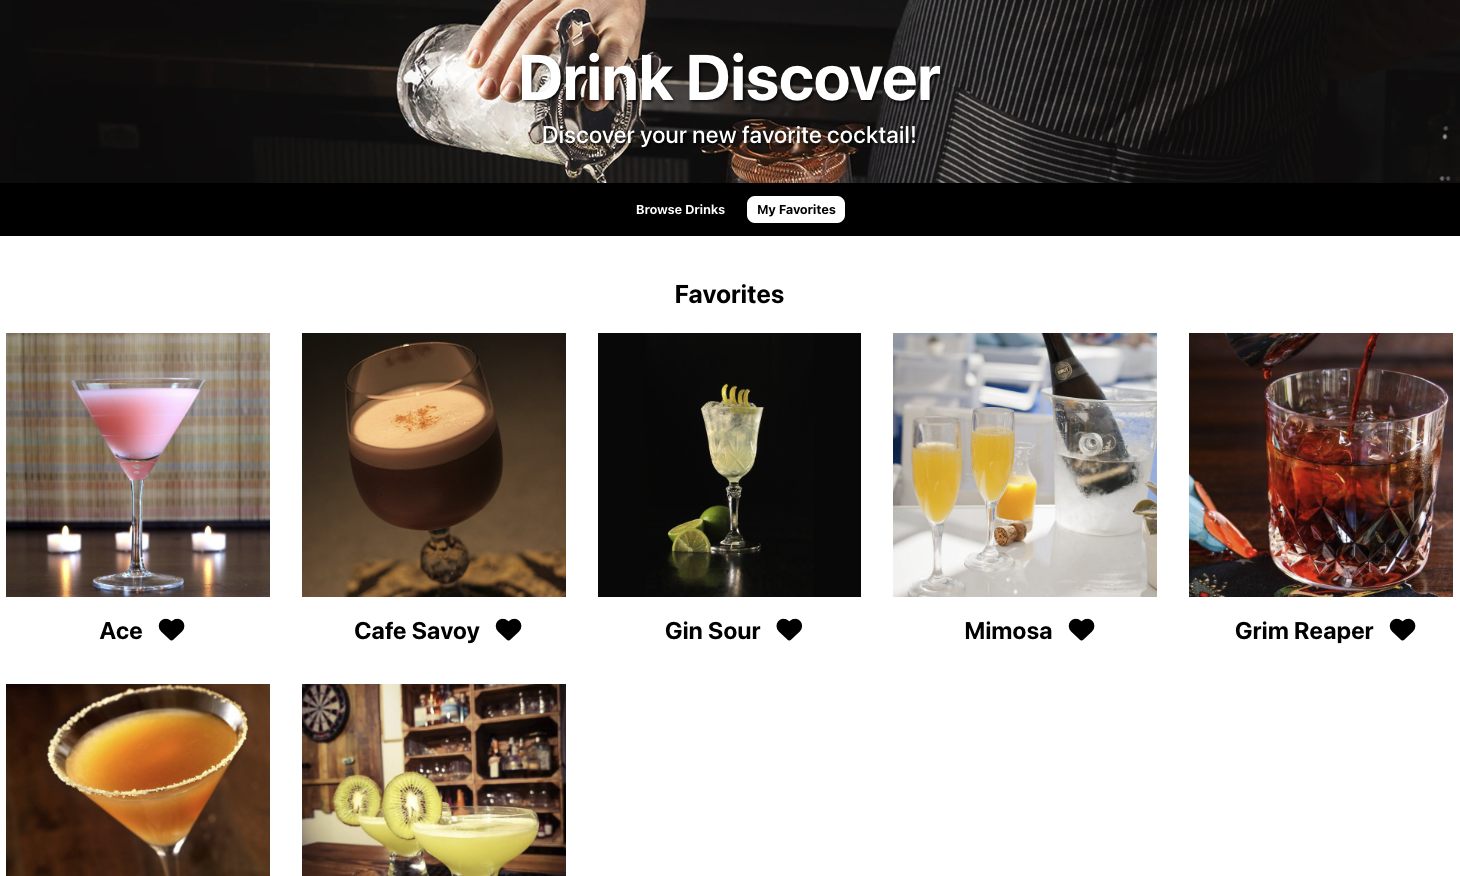 Drink Discover
Discover your new favorite cocktail!
Browse Drinks
My Favorites
Favorites
Ace
Cafe Savoy
Gin Sour
Mimosa
Grim Reaper